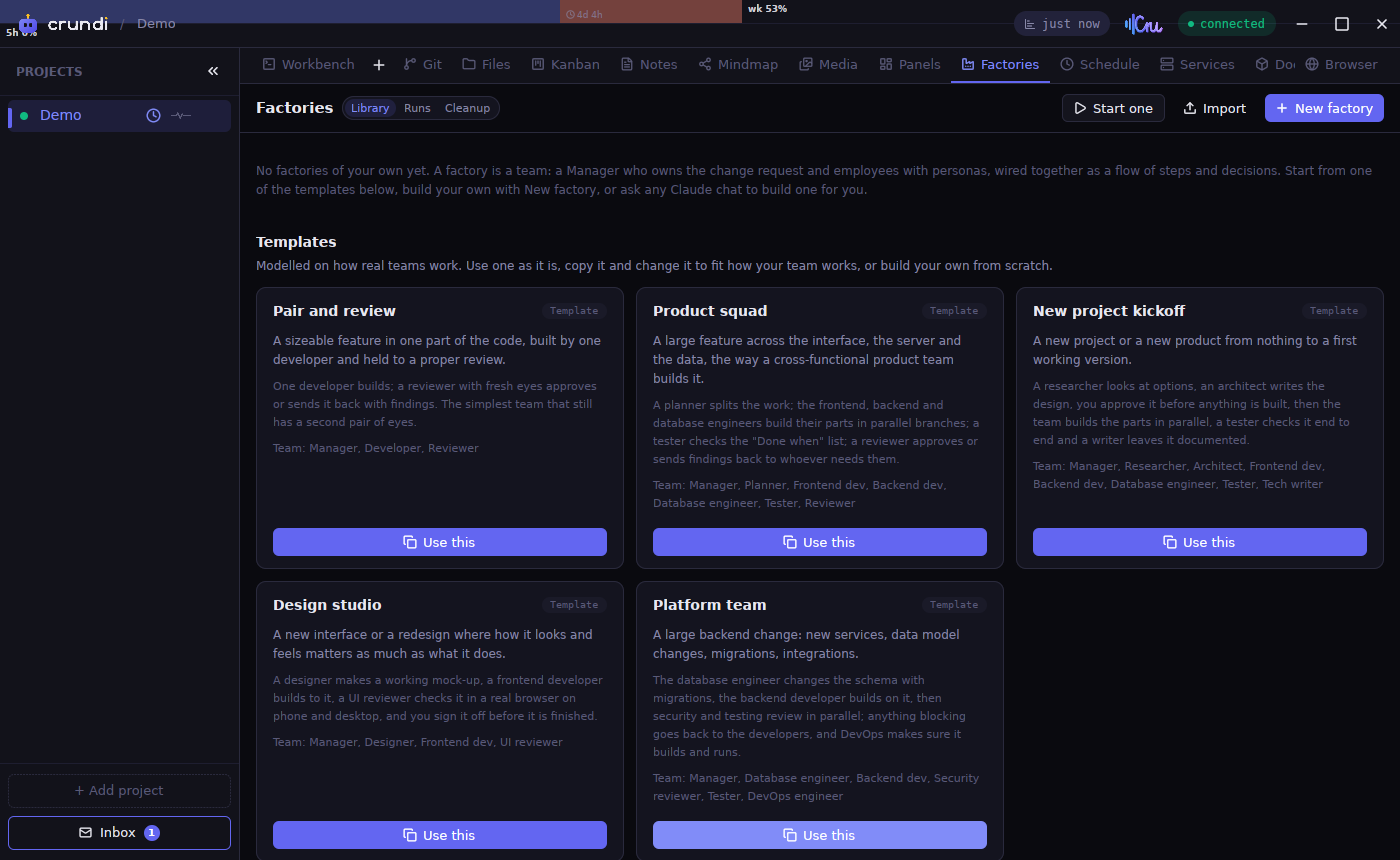 4d 4h
wk 53%
crundi / Demo
just now
Cru
connected
PROJECTS
Workbench
Git
Files
Kanban
Notes
Mindmap
Media
Panels
Factories
Schedule
Services
Browser
Demo
Factories
Library
Runs
Cleanup
Start one
Import
New factory
No factories of your own yet. A factory is a team: a Manager who owns the change request and employees with personas, wired together as a flow of steps and decisions. Start from one
of the templates below, build your own with New factory, or ask any Claude chat to build one for you.
Templates
Modelled on how real teams work. Use one as it is, copy it and change it to fit how your team works, or build your own from scratch.
Pair and review
Template
A sizeable feature in one part of the code, built by one
developer and held to a proper review.
One developer builds; a reviewer with fresh eyes approves
or sends it back with findings. The simplest team that still
has a second pair of eyes.
Team: Manager, Developer, Reviewer
Use this
Product squad
Template
A large feature across the interface, the server and
the data, the way a cross-functional product team
builds it.
A planner splits the work; the frontend, backend and
database engineers build their parts in parallel branches; a
tester checks the "Done when" list; a reviewer approves or
sends findings back to whoever needs them.
Team: Manager, Planner, Frontend dev, Backend dev,
Database engineer, Tester, Reviewer
Use this
New project kickoff
Template
A new project or a new product from nothing to a first
working version.
A researcher looks at options, an architect writes the
design, you approve it before anything is built, then the
team builds the parts in parallel, a tester checks it end to
end and a writer leaves it documented.
Team: Manager, Researcher, Architect, Frontend dev,
Backend dev, Database engineer, Tester, Tech writer
Use this
Design studio
Template
A new interface or a redesign where how it looks and
feels matters as much as what it does.
A designer makes a working mock-up, a frontend developer
builds to it, a UI reviewer checks it in a real browser on
phone and desktop, and you sign it off before it is finished.
Team: Manager, Designer, Frontend dev, UI reviewer
Use this
Platform team
Template
A large backend change: new services, data model
changes, migrations, integrations.
The database engineer changes the schema with
migrations, the backend developer builds on it, then
security and testing review in parallel; anything blocking
goes back to the developers, and DevOps makes sure it
builds and runs.
Team: Manager, Database engineer, Backend dev, Security
reviewer, Tester, DevOps engineer
Use this
+ Add project
Inbox 1